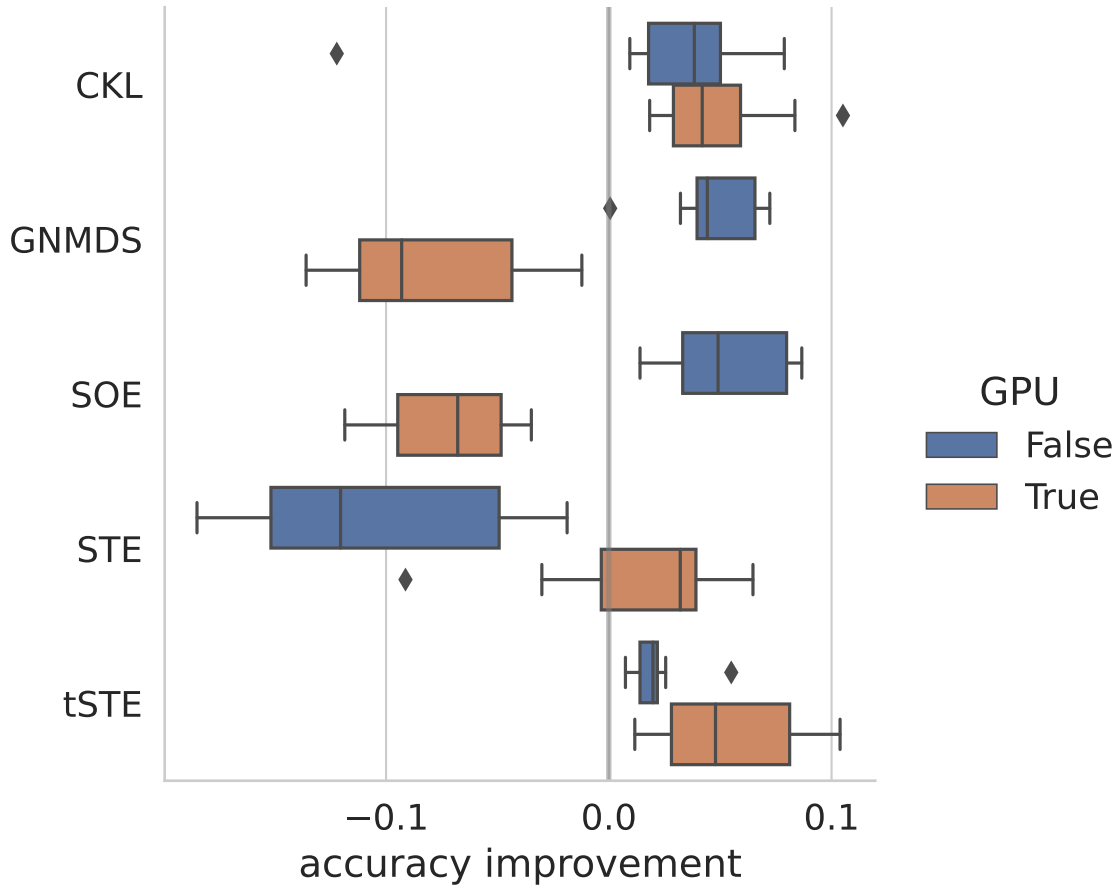 CKL
GNMDS
SOE
STE
tSTE
−0.1 0.0 0.1
accuracy improvement
GPU
False
True